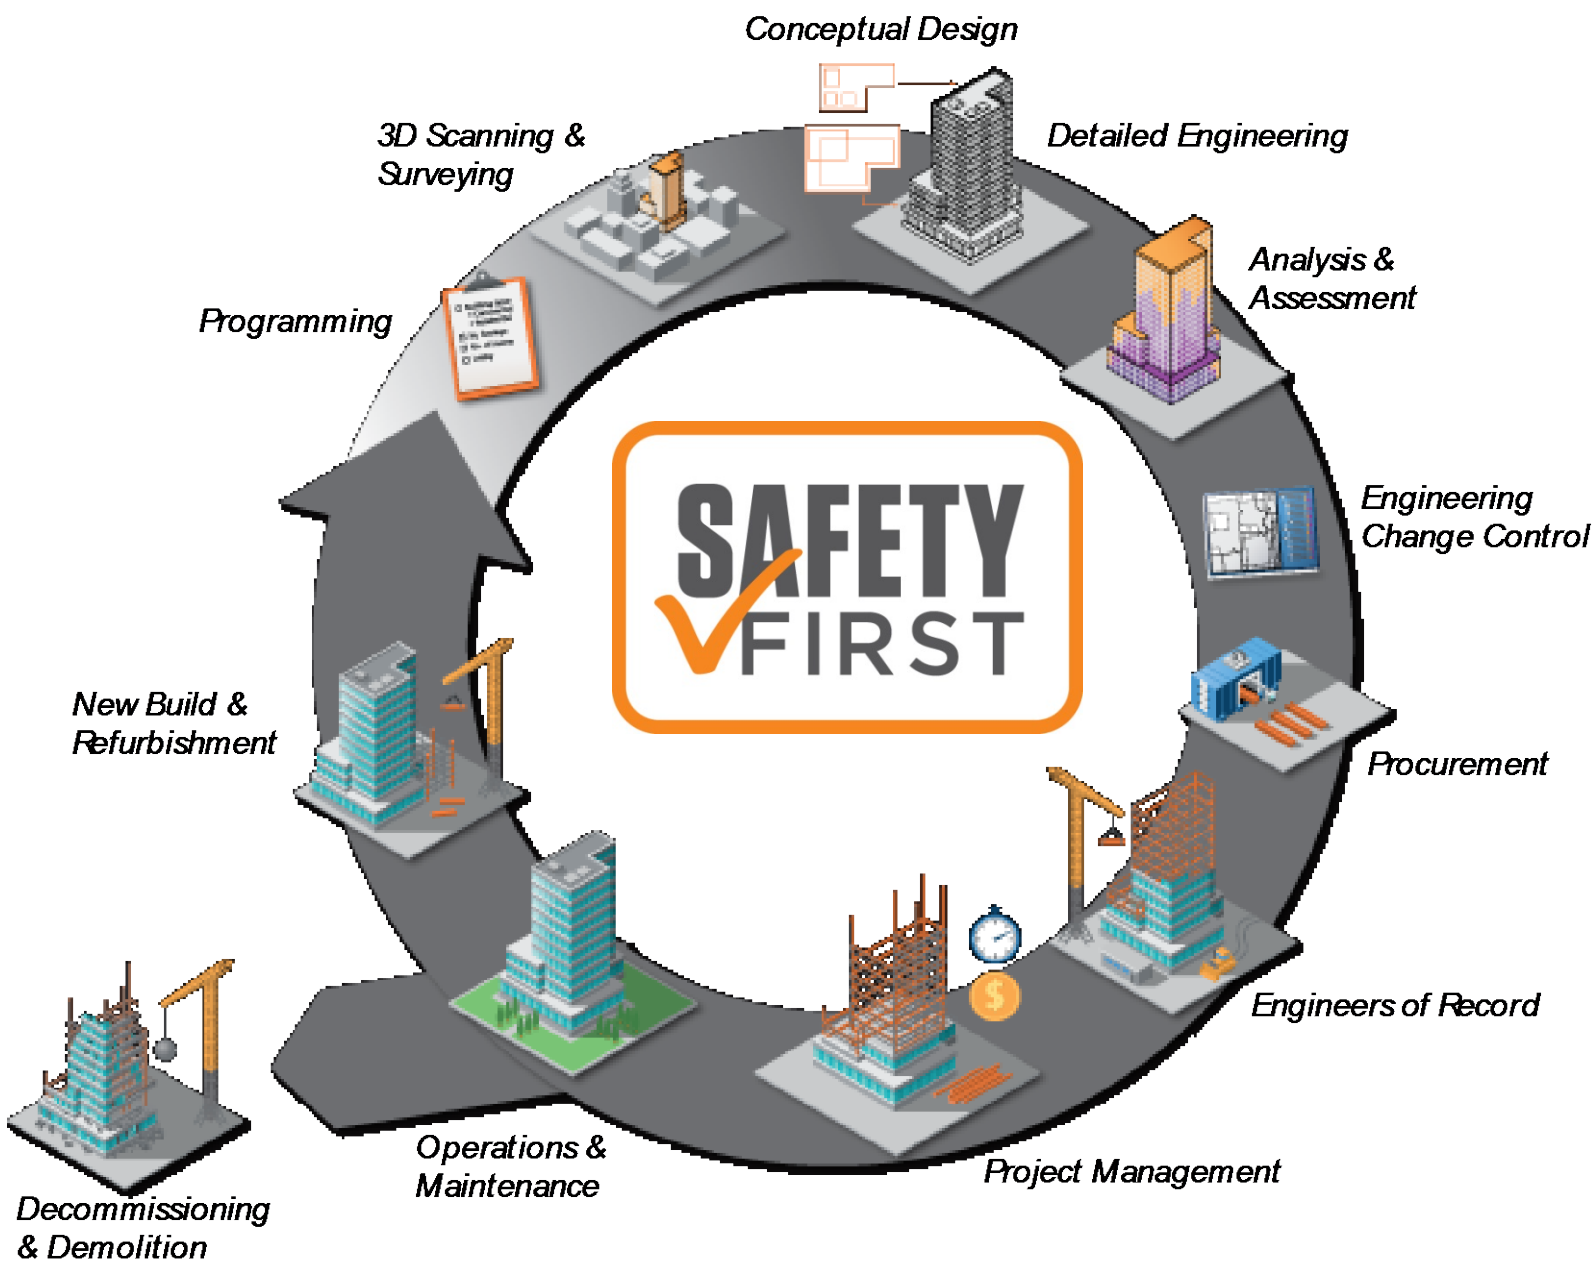 Conceptual Design
3D Scanning &
Surveying
Detailed Engineering
Analysis &
Assessment
Programming
SAFETY
FIRST
Engineering
Change Control
New Build &
Refurbishment
Procurement
$
Engineers of Record
Operations &
Maintenance
Project Management
Decommissioning
& Demolition